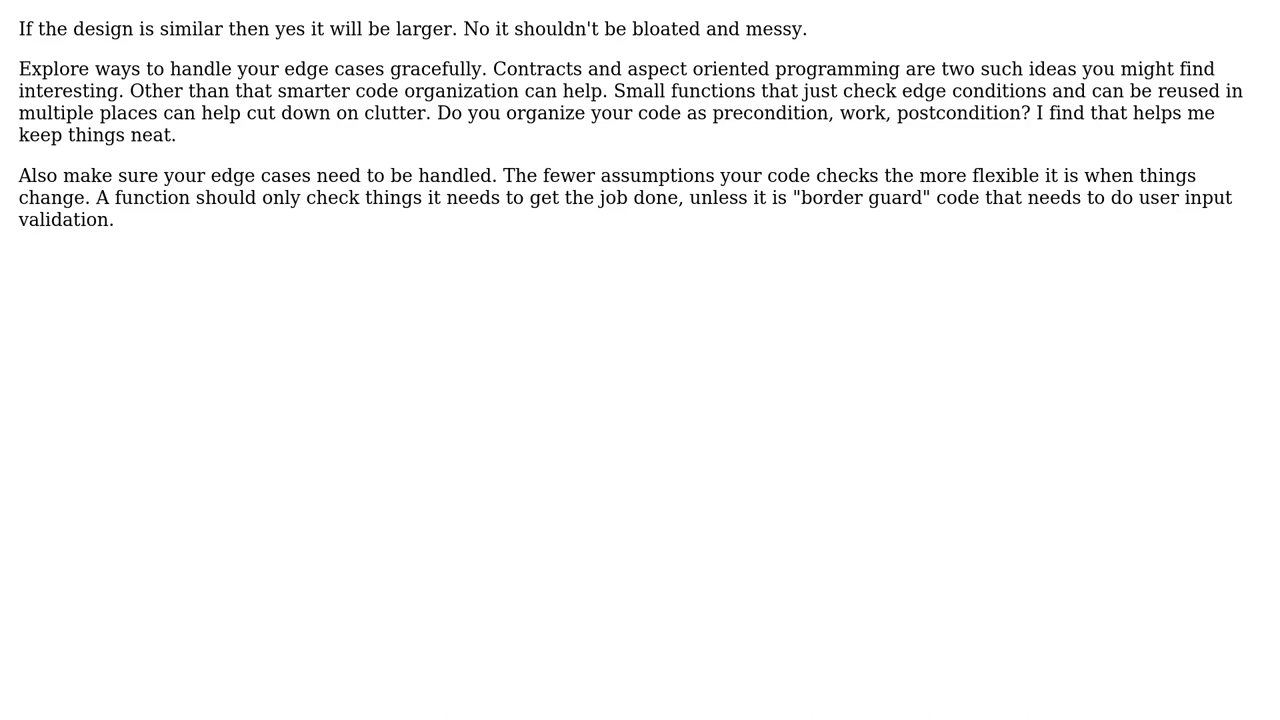 If the design is similar then yes it will be larger. No it shouldn't be bloated and messy.
Explore ways to handle your edge cases gracefully. Contracts and aspect oriented programming are two such ideas you might find
interesting. Other than that smarter code organization can help. Small functions that just check edge conditions and can be reused in
multiple places can help cut down on clutter. Do you organize your code as precondition, work, postcondition? I find that helps me
keep things neat.
Also make sure your edge cases need to be handled. The fewer assumptions your code checks the more flexible it is when things
change. A function should only check things it needs to get the job done, unless it is "border guard" code that needs to do user input
validation.